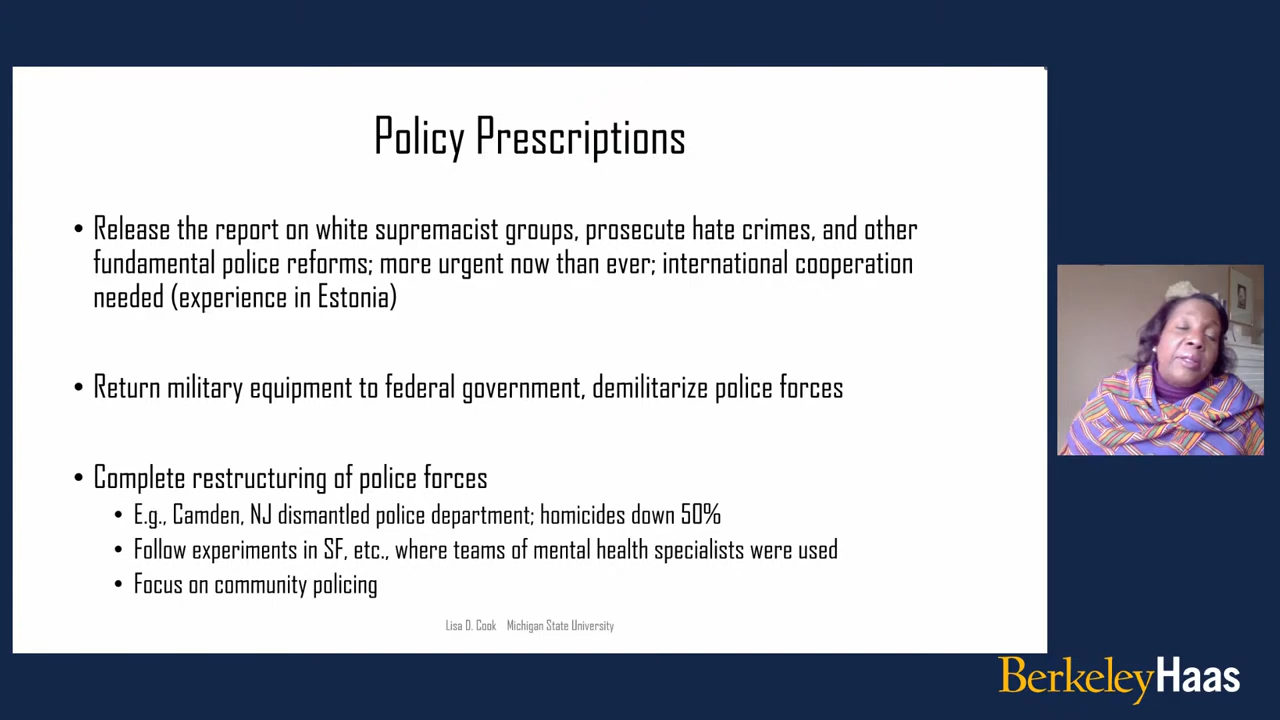 Policy Prescriptions
• Release the report on white supremacist groups, prosecute hate crimes, and other
fundamental police reforms; more urgent now than ever; international cooperation
needed (experience in Estonia)
• Return military equipment to federal government, demilitarize police forces
• Complete restructuring of police forces
• E.g., Camden, NJ dismantled police department; homicides down 50%
• Follow experiments in SF, etc., where teams of mental health specialists were used
• Focus on community policing
Lisa D. Cook Michigan State University
BerkeleyHaas